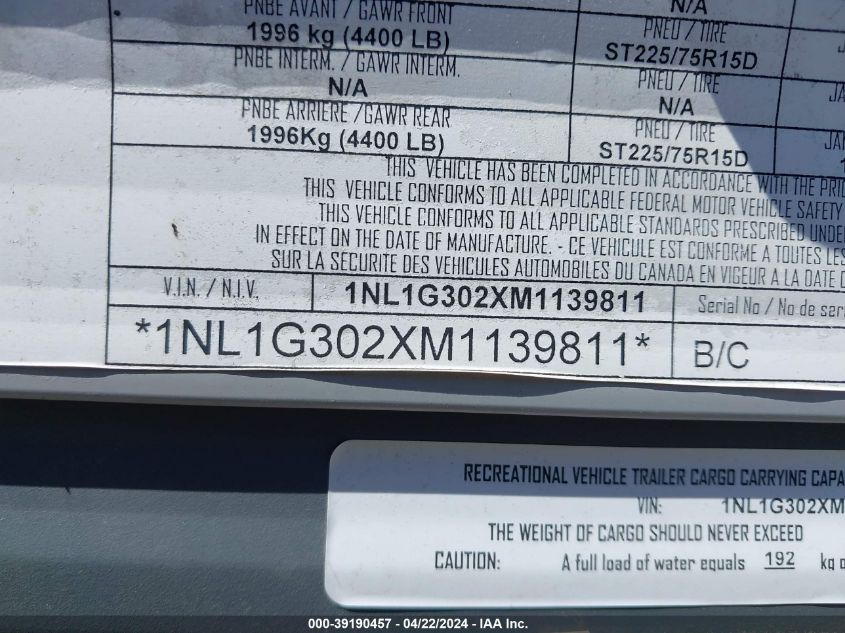 PNBE AVANT / GAWR FRONT N/A
1996 kg (4400 LB) PNEU / TIRE
ST225/75R15D
PNBE INTERM. / GAWR INTERM. PNEU / TIRE
N/A N/A
PNBE ARRIERE /GAWR REAR PNEU / TIRE
1996Kg (4400 LB) ST225/75R15D
THIS VEHICLE HAS BEEN COMPLETED IN ACCORDANCE WITH THE
THIS VEHICLE CONFORMS TO ALL APPLICABLE FEDERAL MOTOR VEHICLE SAFETY
THIS VEHICLE CONFORMS TO ALL APPLICABLE STANDARDS PRESCRIBED
IN EFFECT ON THE DATE OF MANUFACTURE. - CE VEHICULE EST CONFORME A TOUTES
SUR LA SECURITE DES VEHICULES AUTOMOBILES DU CANADA EN VIGEUR A LA DATE
V.I.N. / N.I.V. 1NL1G302XM1139811 Serial No / No de
*1NL1G302XM1139811* B/C
RECREATIONAL VEHICLE TRAILER CARGO CARRYING
VIN: 1NL1G302XM
THE WEIGHT OF CARGO SHOULD NEVER EXCEED
CAUTION: A full load of water equals 192 kg
000-39190457 - 04/22/2024 - IAA Inc.